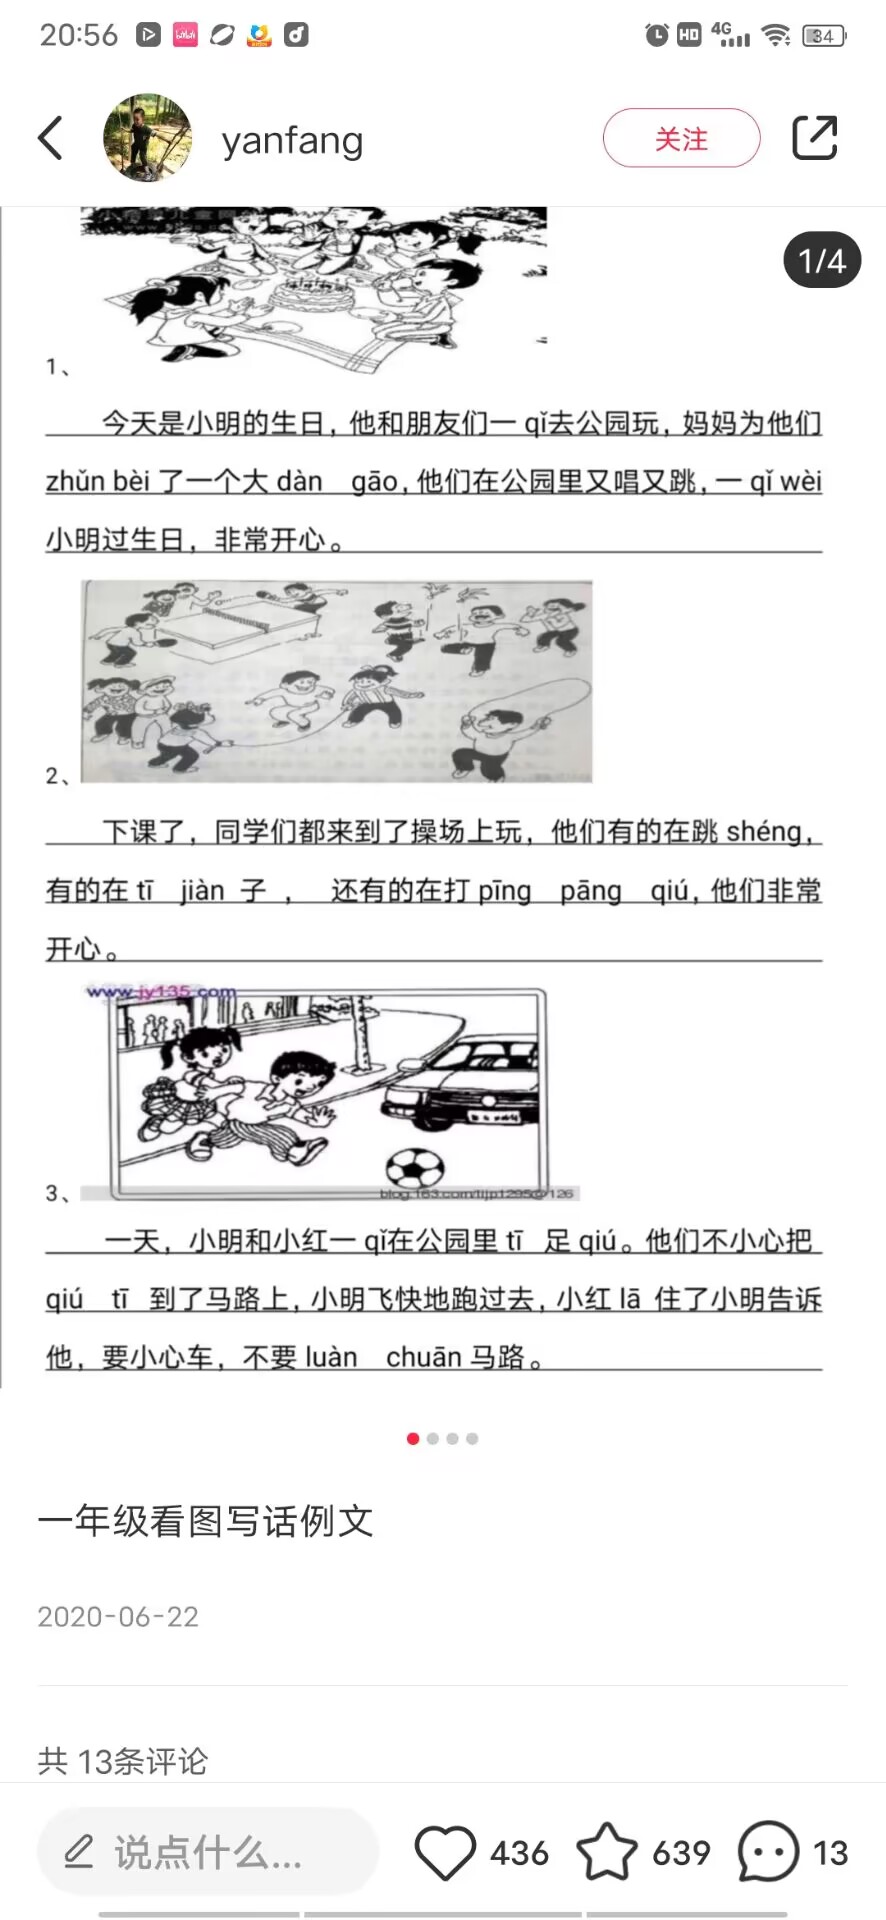 20:56
HD 4G 34
yanfang
关注
1/4
1、
今天是小明的生日，他和朋友们一 qǐ去公园玩，妈妈为他们
zhǔn bèi 了一个大 dàn gāo，他们在公园里又唱又跳，一 qǐ wèi
小明过生日，非常开心。
2、
下课了，同学们都来到了操场上玩，他们有的在跳 shéng，
有的在 tī jiàn 子 ， 还有的在打 pīng pāng qiú，他们非常
开心。
www.jy135.com
3、
blog.163.com/lljp1295@126
一天，小明和小红一 qǐ在公园里 tī 足 qiú。他们不小心把
qiú tī 到了马路上，小明飞快地跑过去，小红 lā 住了小明告诉
他，要小心车，不要 luàn chuān 马路。
一年级看图写话例文
2020-06-22
共 13条评论
说点什么...
436
639
13